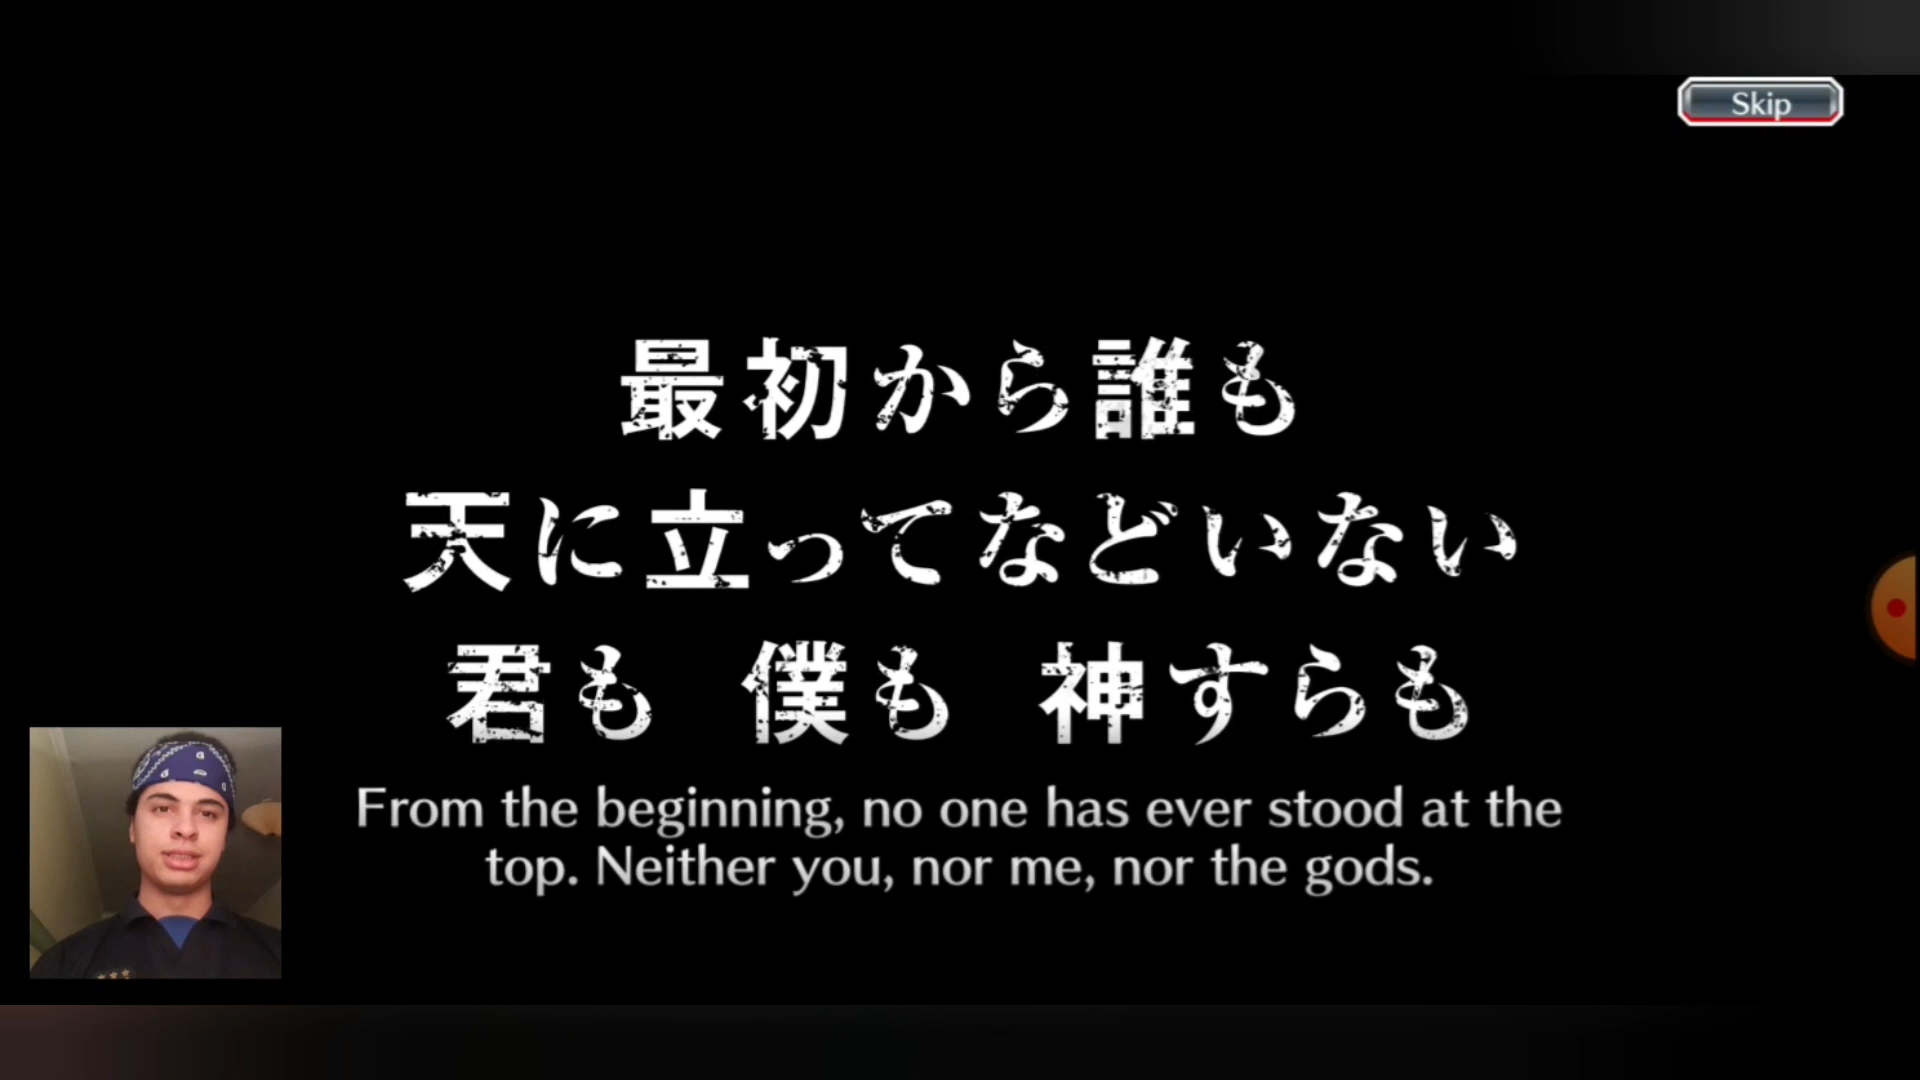 Skip
最初から誰も
天に立ってなどいない
君も 僕も 神すらも
From the beginning, no one has ever stood at the
top. Neither you, nor me, nor the gods.